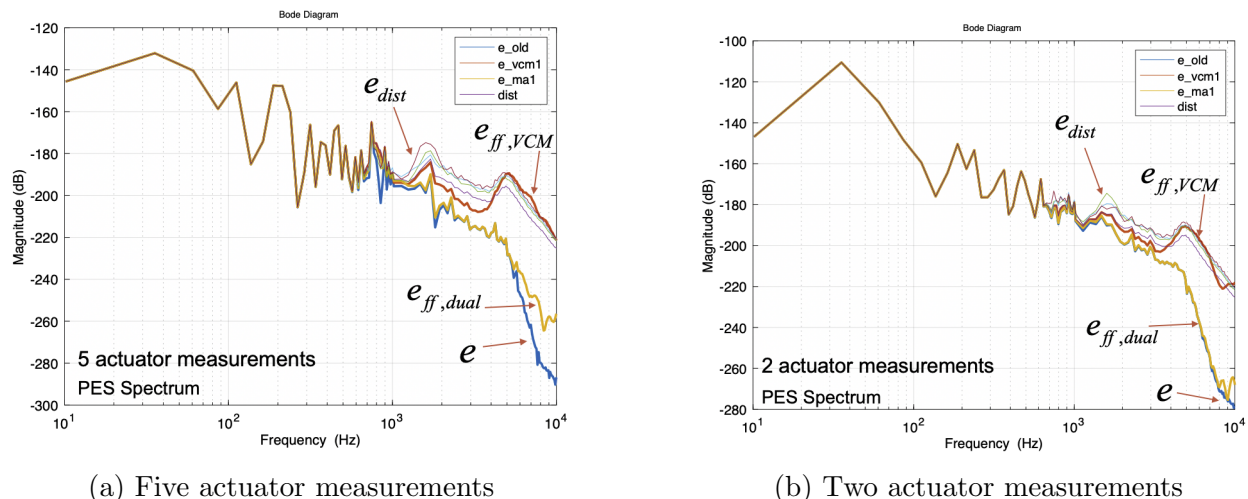 Bode Diagram
-120
-140
-160
-180
-200
-220
-240
-260
-280
-300
Magnitude (dB)
e_old
e_vcm1
e_ma1
dist
e_dist
e_ff,VCM
e_ff,dual
e
5 actuator measurements
PES Spectrum
10^1 10^2 10^3 10^4
Frequency (Hz)
(a) Five actuator measurements
Bode Diagram
-100
-120
-140
-160
-180
-200
-220
-240
-260
-280
Magnitude (dB)
e_old
e_vcm1
e_ma1
dist
e_dist
e_ff,VCM
e_ff,dual
e
2 actuator measurements
PES Spectrum
10^1 10^2 10^3 10^4
Frequency (Hz)
(b) Two actuator measurements